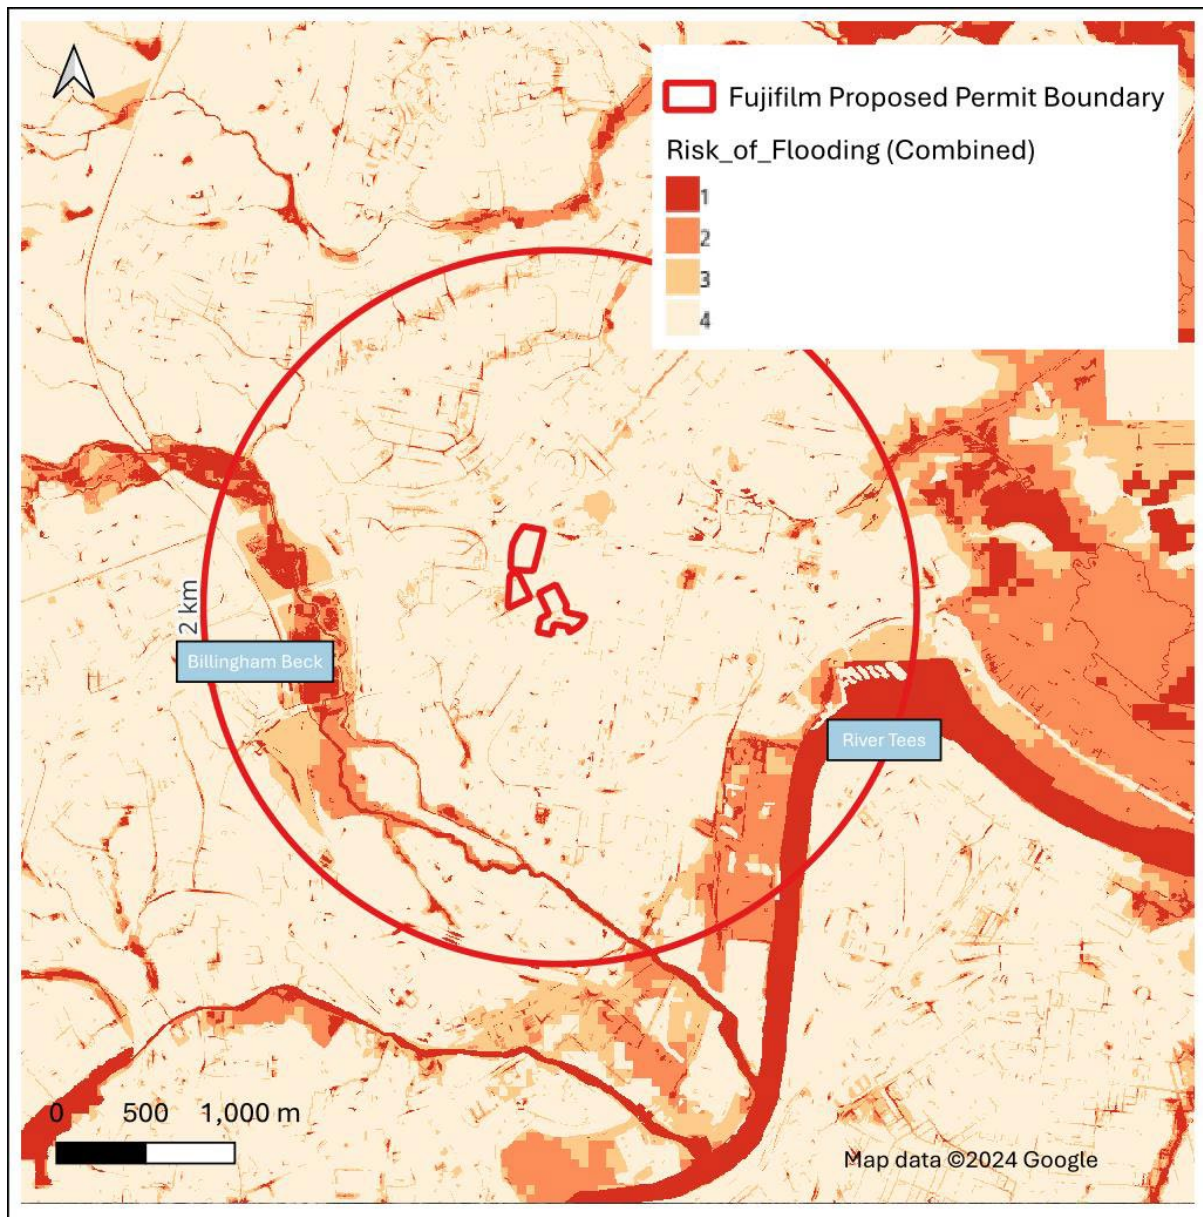 Fujifilm Proposed Permit Boundary
Risk_of_Flooding (Combined)
1
2
3
4
2 km
Billingham Beck
River Tees
0 500 1,000 m
Map data ©2024 Google